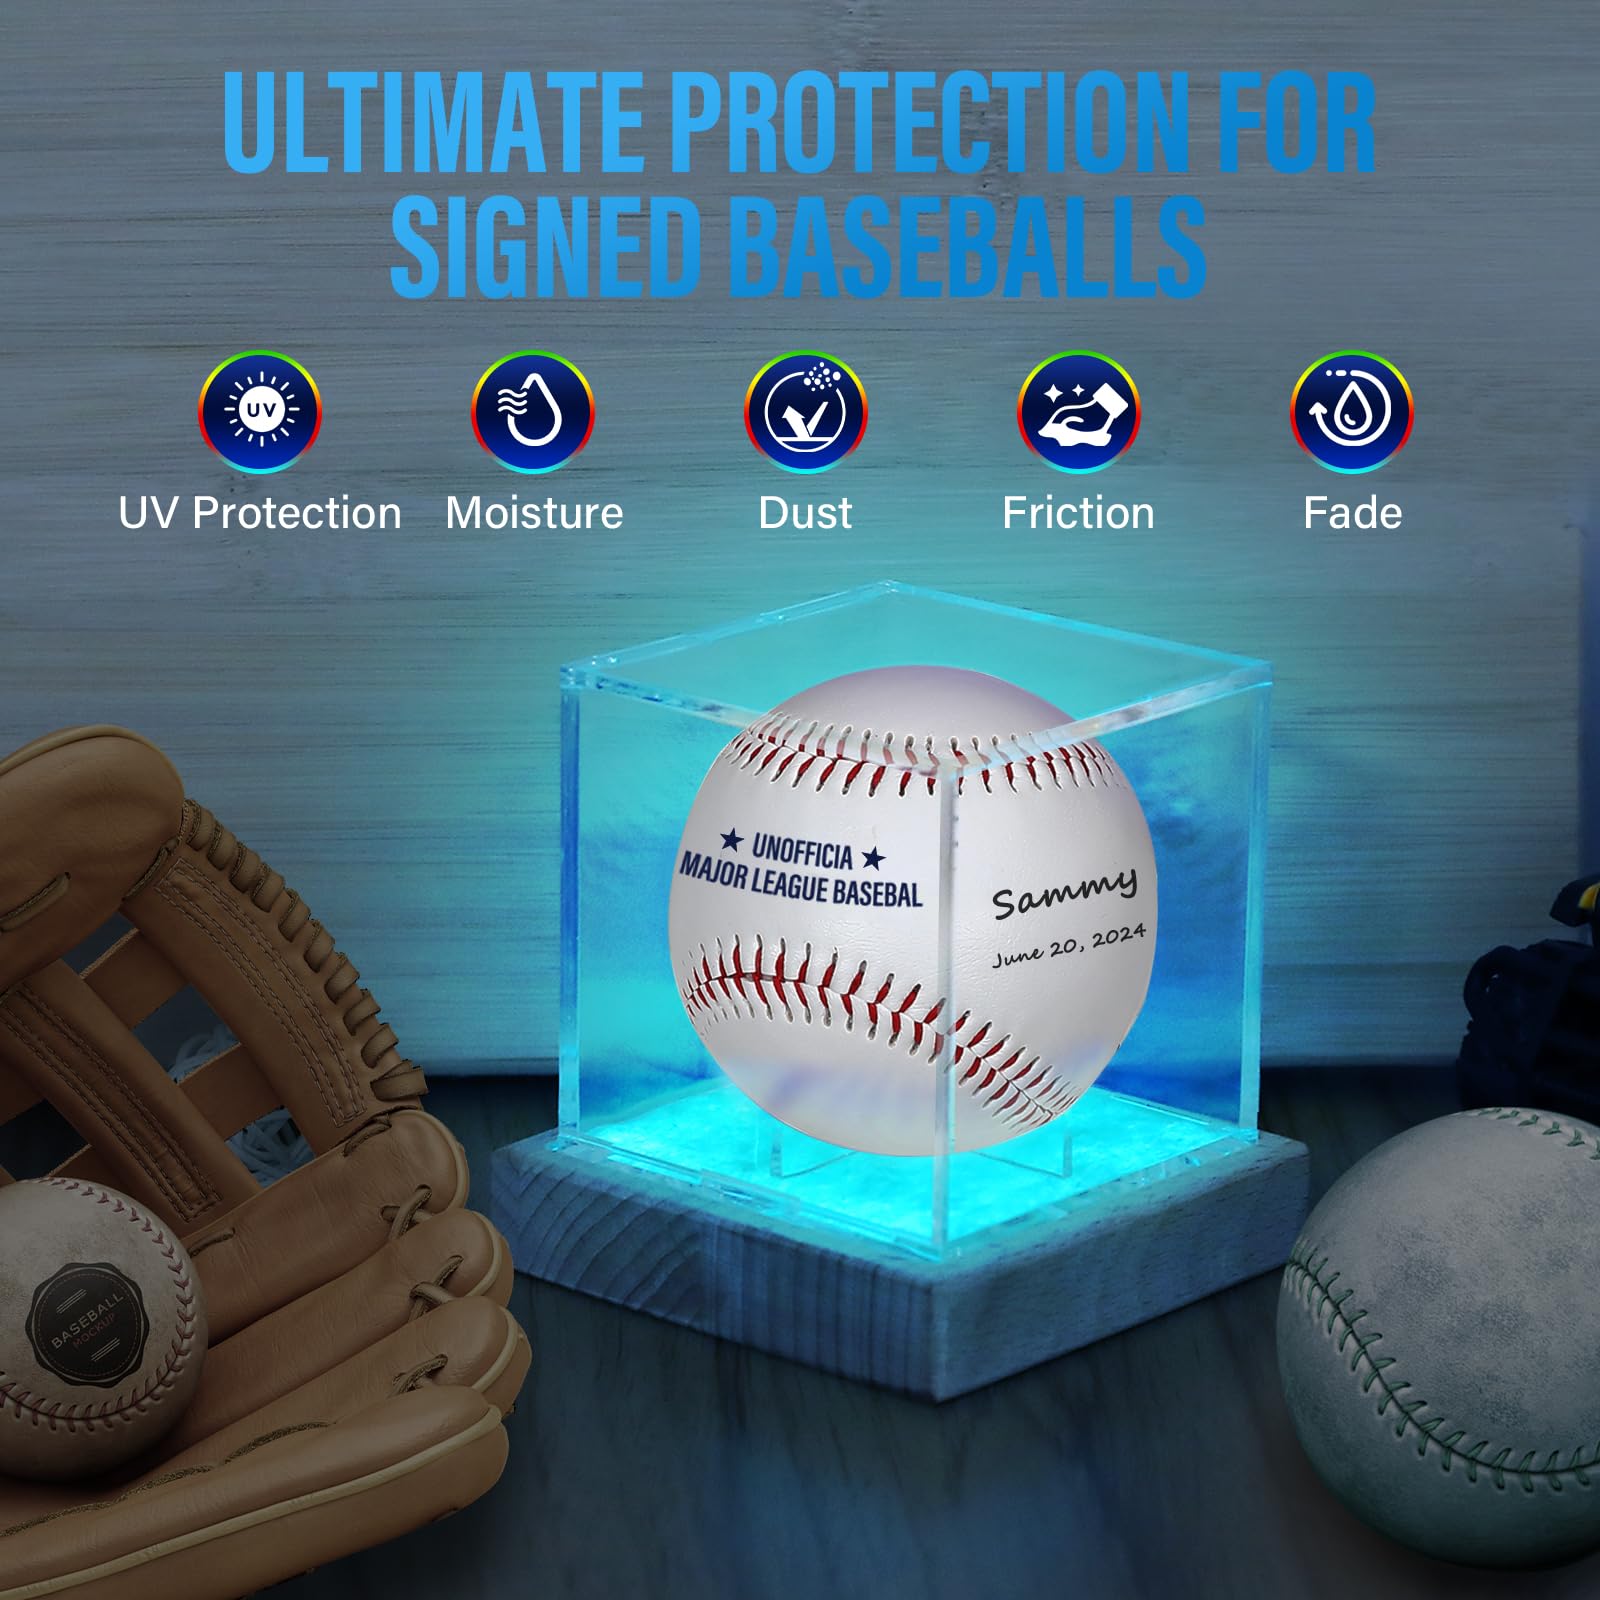 ULTIMATE PROTECTION FOR
SIGNED BASEBALLS
UV
UV Protection
Moisture
Dust
Friction
Fade
★ UNOFFICIA ★
MAJOR LEAGUE BASEBAL
Sammy
June 20, 2024
BASEBALL
MOCKUP